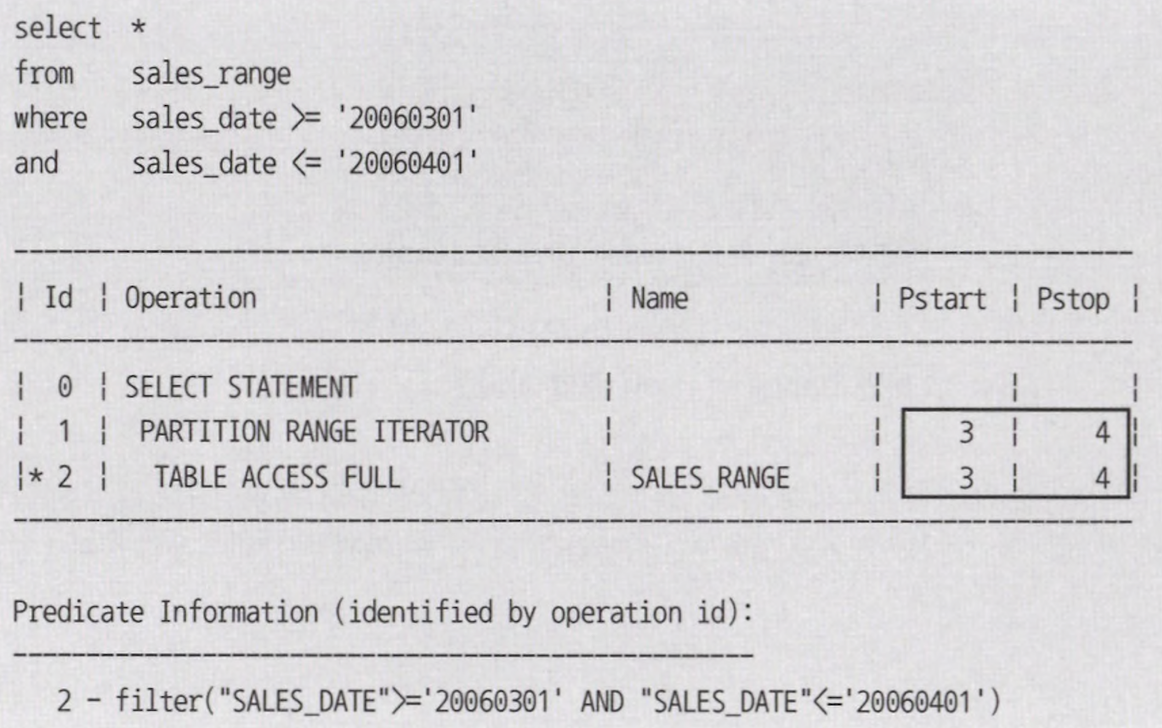 select  *
from    sales_range
where   sales_date >= '20060301'
and     sales_date <= '20060401'
--------------------------------------------------------------------------------
| Id | Operation                | Name         | Pstart | Pstop |
--------------------------------------------------------------------------------
|  0 | SELECT STATEMENT         |              |        |       |
|  1 |  PARTITION RANGE ITERATOR |              |    3   |    4  |
|* 2 |   TABLE ACCESS FULL      | SALES_RANGE  |    3   |    4  |
--------------------------------------------------------------------------------
Predicate Information (identified by operation id):
---------------------------------------------------
   2 - filter("SALES_DATE">='20060301' AND "SALES_DATE"<='20060401')